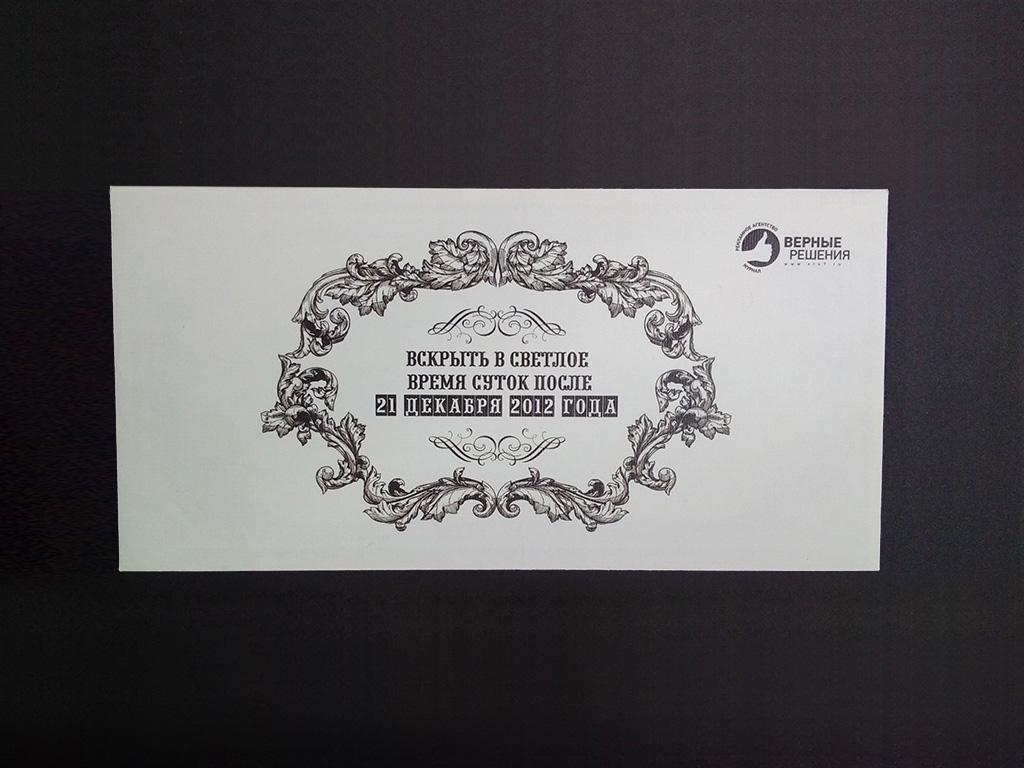 РЕКЛАМНОЕ АГЕНТСТВО
ЖУРНАЛ
ВЕРНЫЕ
РЕШЕНИЯ
ВСКРЫТЬ В СВЕТЛОЕ
ВРЕМЯ СУТОК ПОСЛЕ
21 ДЕКАБРЯ 2012 ГОДА